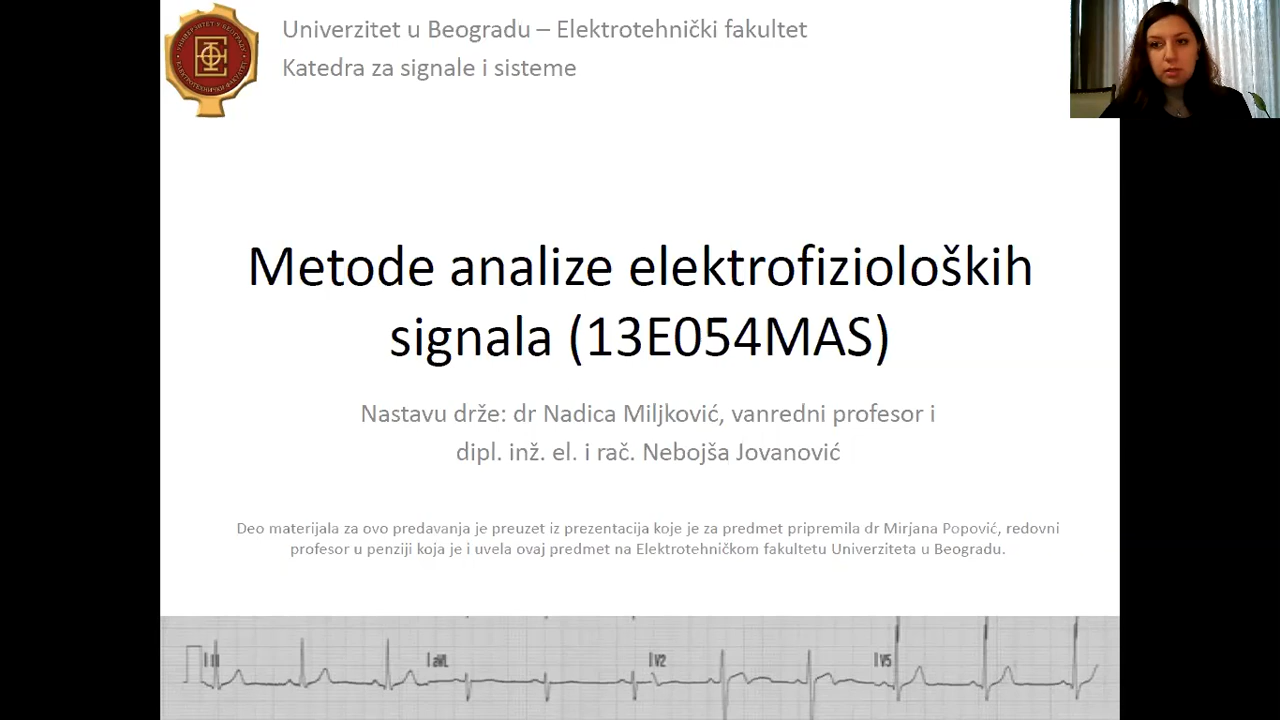 Univerzitet u Beogradu – Elektrotehnički fakultet
Katedra za signale i sisteme
Metode analize elektrofizioloških
signala (13E054MAS)
Nastavu drže: dr Nadica Miljković, vanredni profesor i
dipl. inž. el. i rač. Nebojša Jovanović
Deo materijala za ovo predavanja je preuzet iz prezentacija koje je za predmet pripremila dr Mirjana Popović, redovni
profesor u penziji koja je i uvela ovaj predmet na Elektrotehničkom fakultetu Univerziteta u Beogradu.
aVL
V2
V5